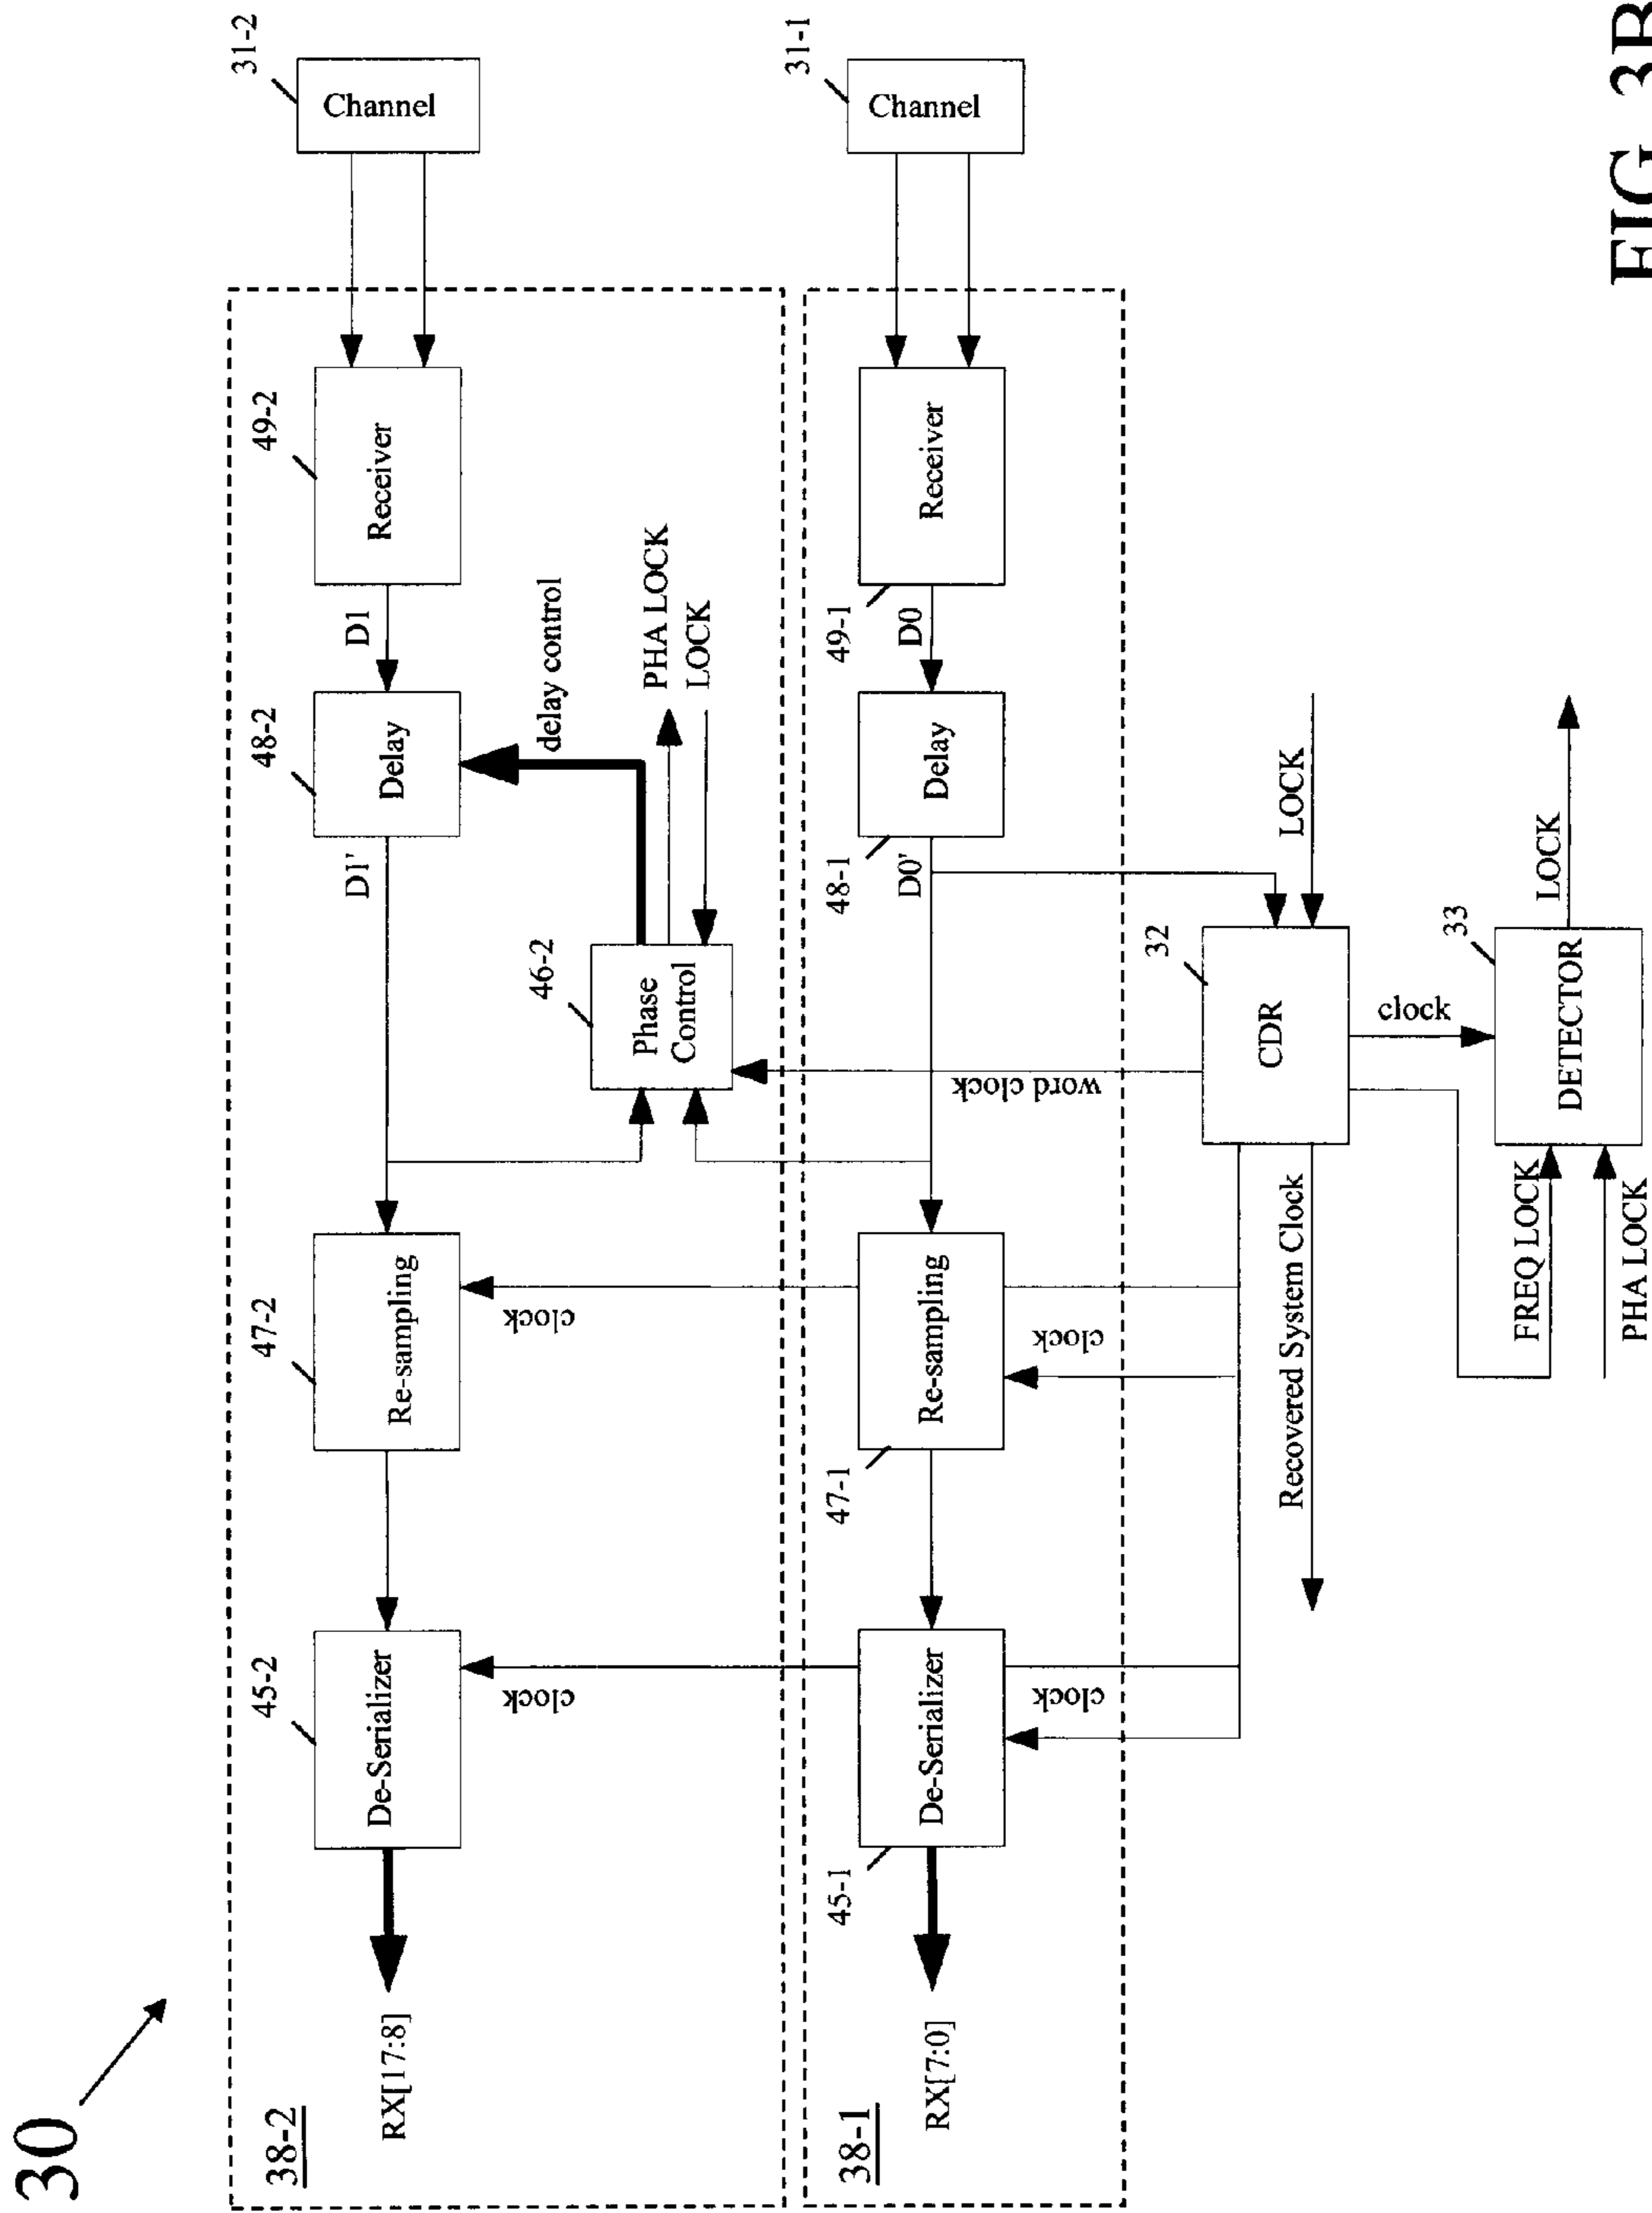 30
38-2
RX[17:8]
45-2
De-Serializer
clock
47-2
Re-sampling
clock
D1'
46-2
Phase
Control
48-2
Delay
delay control
D1
PHA LOCK
LOCK
49-2
Receiver
31-2
Channel
38-1
RX[7:0]
45-1
De-Serializer
clock
47-1
Re-sampling
clock
word clock
D0'
48-1
Delay
D0
49-1
Receiver
31-1
Channel
Recovered System Clock
32
CDR
LOCK
clock
FREQ LOCK
PHA LOCK
33
DETECTOR
LOCK
FIG. 3B